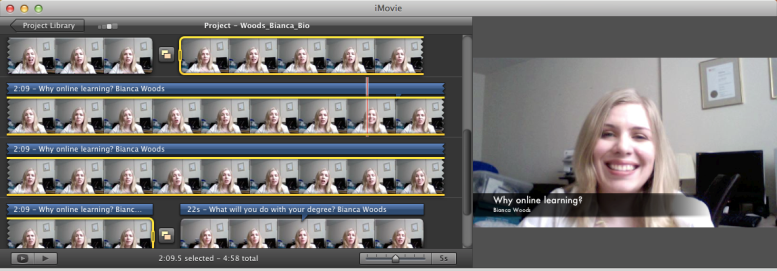 iMovie
Project Library
Project – Woods_Bianca_Bio
2:09 – Why online learning? Bianca Woods
2:09 – Why online learning? Bianca Woods
2:09 – Why online learning? Bianc...
22s – What will you do with your degree? Bianca Woods
Why online learning?
Bianca Woods
2:09.5 selected – 4:58 total
5s